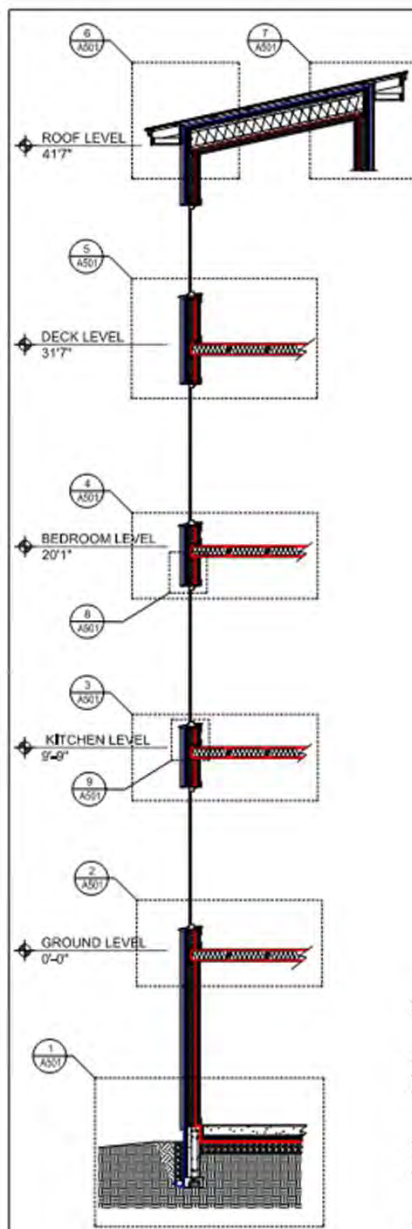 6
A501
7
A501
ROOF LEVEL
41'7"
5
A501
DECK LEVEL
31'7"
4
A501
BEDROOM LEVEL
20'1"
8
A501
3
A501
KITCHEN LEVEL
9'-9"
9
A501
2
A501
GROUND LEVEL
0'-0"
1
A501